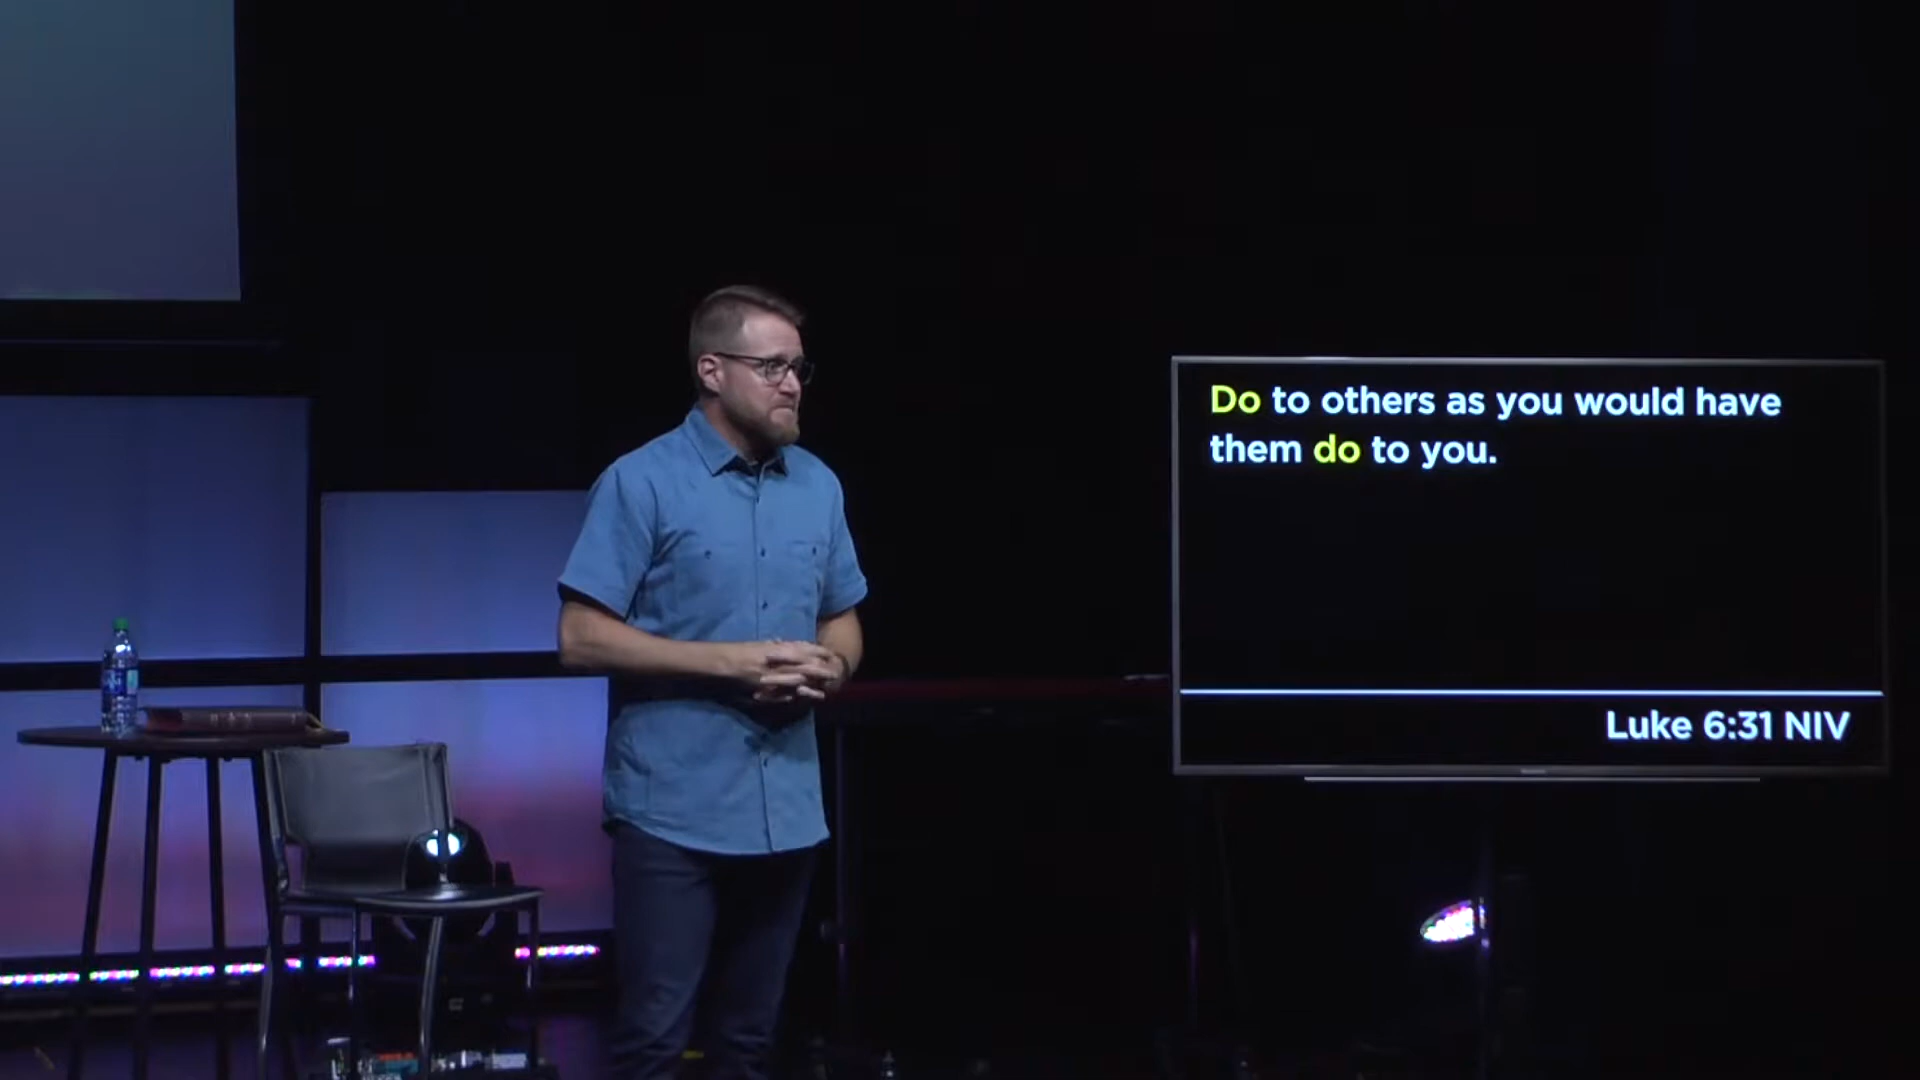 Do to others as you would have
them do to you.
Luke 6:31 NIV